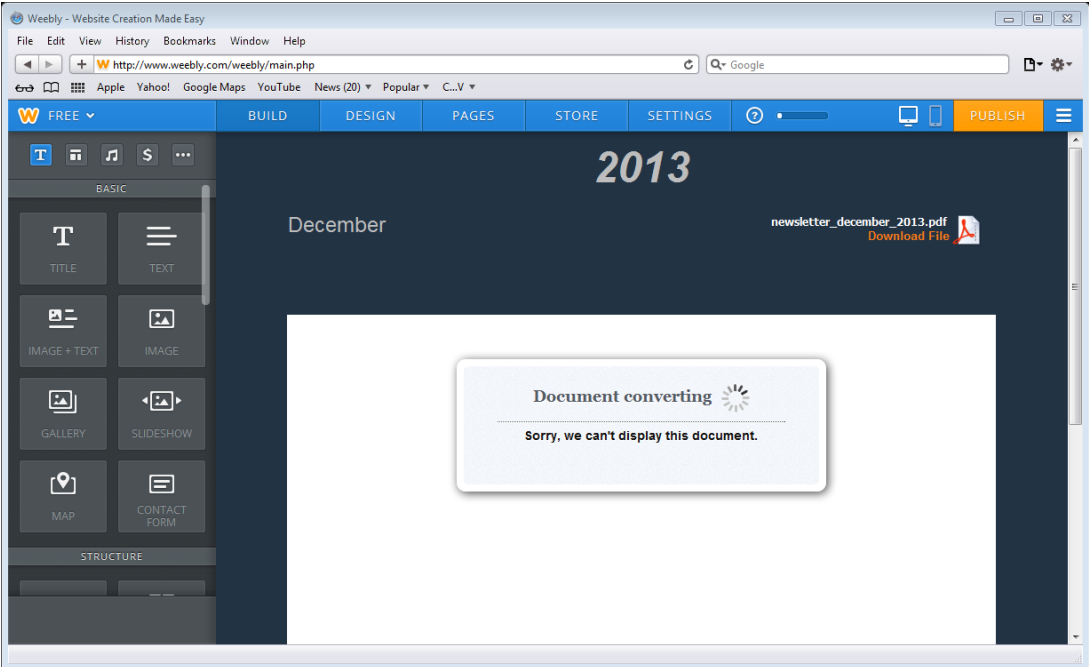 Weebly - Website Creation Made Easy
File Edit View History Bookmarks Window Help
http://www.weebly.com/weebly/main.php
Google
Apple Yahoo! Google Maps YouTube News (20) Popular C...V
FREE BUILD DESIGN PAGES STORE SETTINGS ? PUBLISH
T $
BASIC
2013
December
newsletter_december_2013.pdf
Download File
T
TITLE TEXT
IMAGE + TEXT IMAGE
GALLERY SLIDESHOW
MAP CONTACT
FORM
STRUCTURE
Document converting
Sorry, we can't display this document.